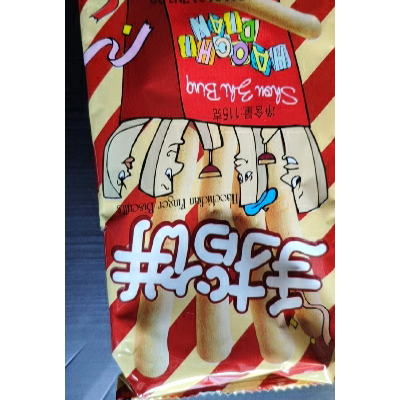 手指饼
Haochidian Finger Biscuits
净含量:115克
Shou Zhi Bing
HAOCHI
DIAN